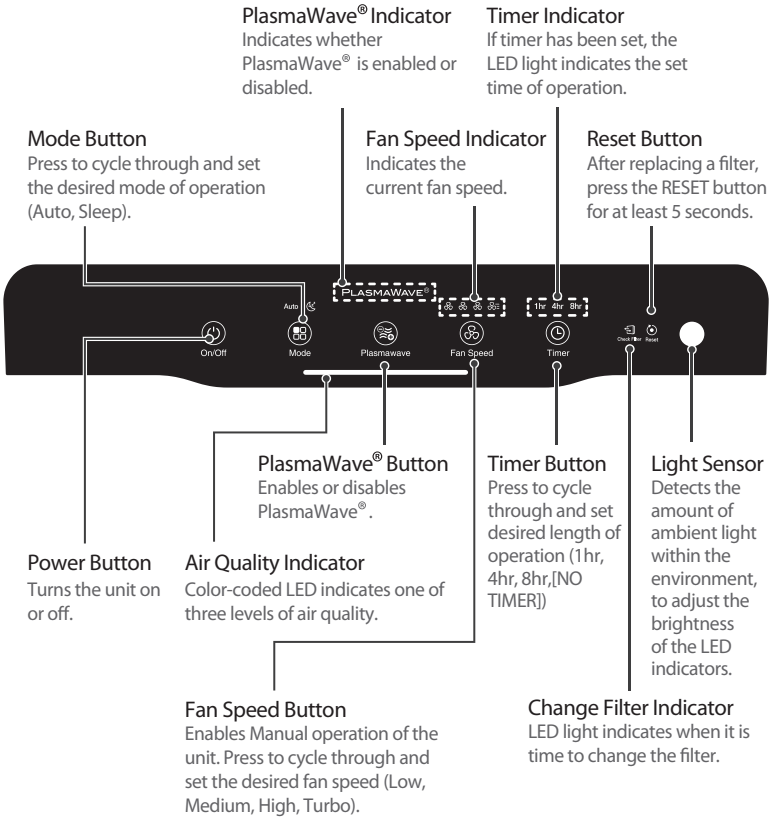 PlasmaWave® Indicator
Indicates whether
PlasmaWave® is enabled or
disabled.
Timer Indicator
If timer has been set, the
LED light indicates the set
time of operation.
Mode Button
Press to cycle through and set
the desired mode of operation
(Auto, Sleep).
Fan Speed Indicator
Indicates the
current fan speed.
Reset Button
After replacing a filter,
press the RESET button
for at least 5 seconds.
PLASMAWAVE®
Auto
1hr 4hr 8hr
On/Off
Mode
Plasmawave
Fan Speed
Timer
Check Filter
Reset
PlasmaWave® Button
Enables or disables
PlasmaWave® .
Timer Button
Press to cycle
through and set
desired length of
operation (1hr,
4hr, 8hr,[NO
TIMER])
Light Sensor
Detects the
amount of
ambient light
within the
environment,
to adjust the
brightness
of the LED
indicators.
Power Button
Turns the unit on
or off.
Air Quality Indicator
Color-coded LED indicates one of
three levels of air quality.
Fan Speed Button
Enables Manual operation of the
unit. Press to cycle through and
set the desired fan speed (Low,
Medium, High, Turbo).
Change Filter Indicator
LED light indicates when it is
time to change the filter.